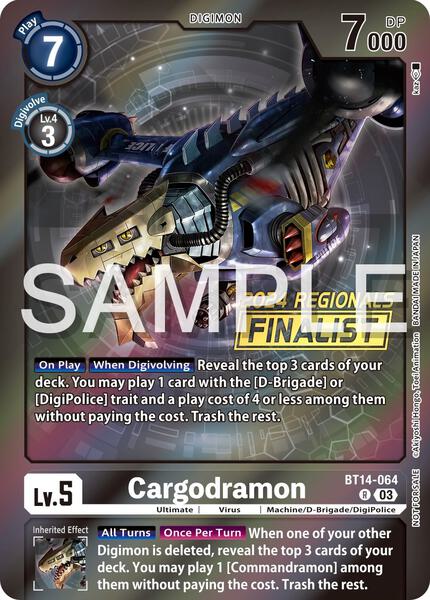 DIGIMON
Play
7
7000
DP
Digivolve
Lv.4
3
POLICE
SAMPLE
2024 REGIONALS
FINALIST
On Play When Digivolving Reveal the top 3 cards of your
deck. You may play 1 card with the [D-Brigade] or
[DigiPolice] trait and a play cost of 4 or less among them
without paying the cost. Trash the rest.
©Akiyoshi Hongo, Toei Animation BANDAI MADE IN JAPAN
NOT FOR SALE
Lv.5
Cargodramon
BT14-064
R 03
Ultimate Virus Machine/D-Brigade/DigiPolice
Inherited Effect
All Turns Once Per Turn When one of your other
Digimon is deleted, reveal the top 3 cards of your
deck. You may play 1 [Commandramon] among
them without paying the cost. Trash the rest.